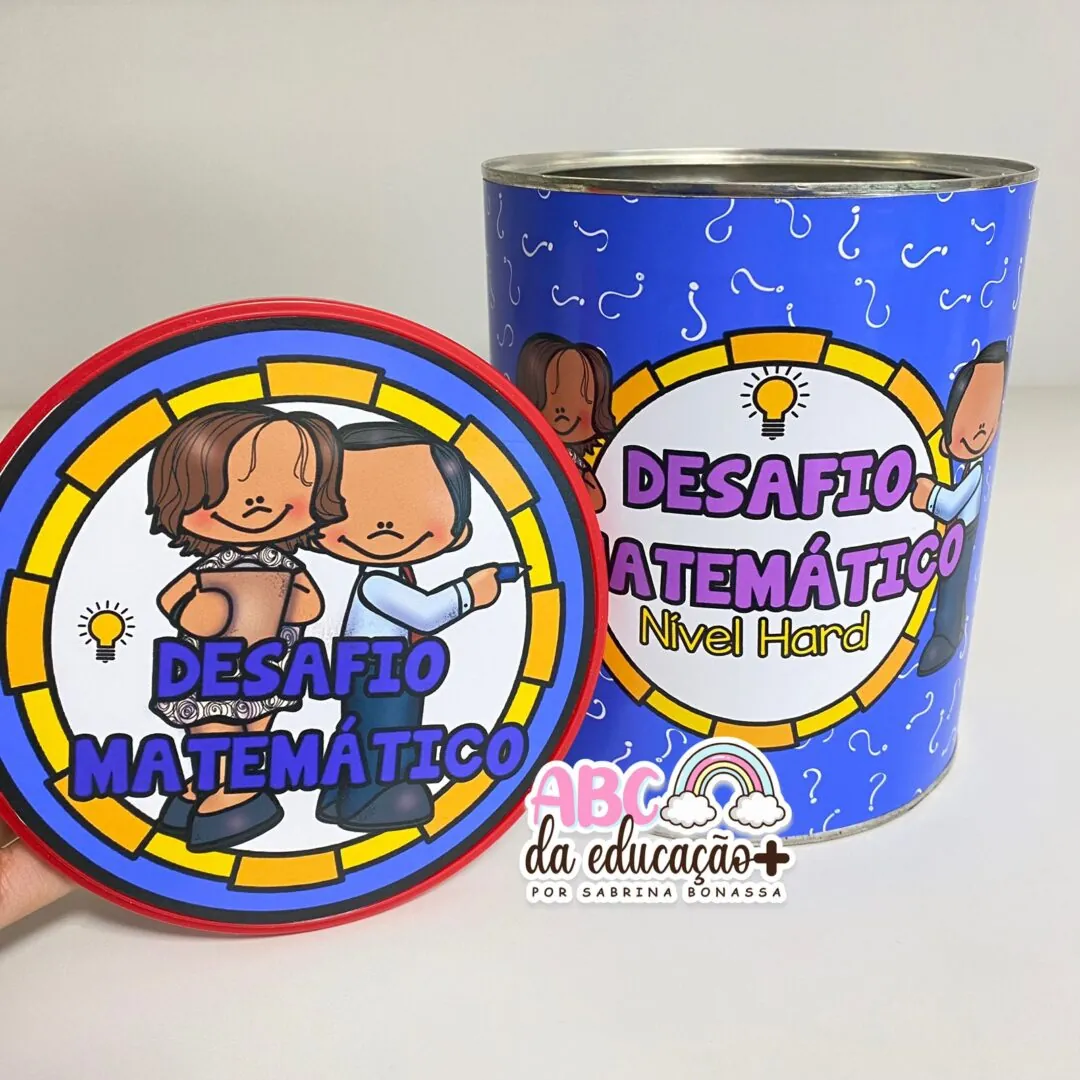 DESAFIO
MATEMÁTICO
DESAFIO
MATEMÁTICO
Nível Hard
ABC
da educação+
POR SABRINA BONASSA